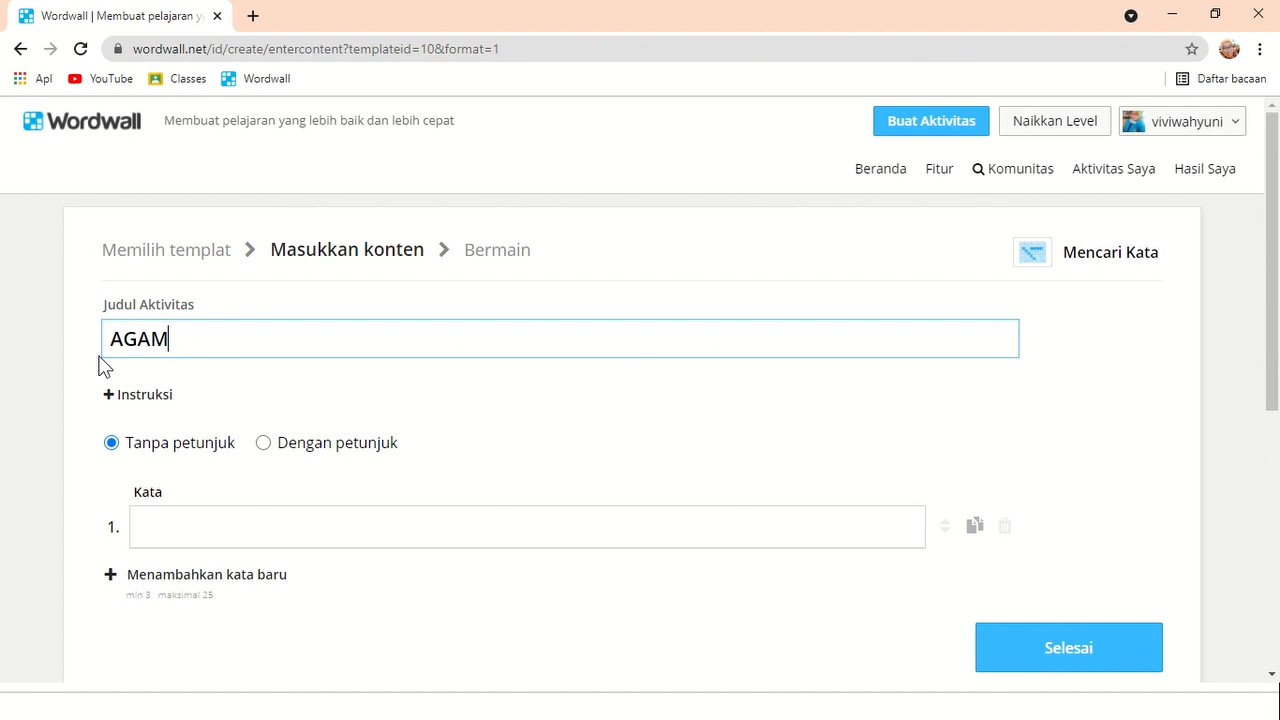 Wordwall | Membuat pelajaran ya
wordwall.net/id/create/entercontent?templateid=10&format=1
Apl YouTube Classes Wordwall Daftar bacaan
Wordwall Membuat pelajaran yang lebih baik dan lebih cepat Buat Aktivitas Naikkan Level viviwahyuni
Beranda Fitur Komunitas Aktivitas Saya Hasil Saya
Memilih templat Masukkan konten Bermain Mencari Kata
Judul Aktivitas
AGAM
+ Instruksi
Tanpa petunjuk Dengan petunjuk
Kata
1.
+ Menambahkan kata baru
min 3 maksimal 25
Selesai